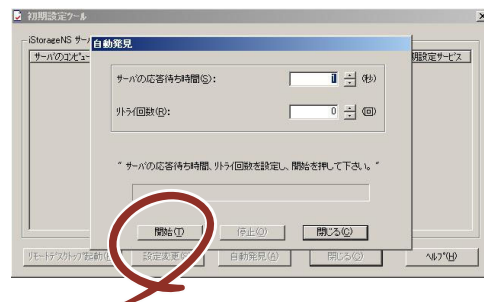 初期設定ツール
iStorageNS サーバ
サーバのコンピュー
期設定サービス
自動発見
サーバの応答待ち時間(S):
1
(秒)
リトライ回数(R):
0
(回)
" サーバの応答待ち時間、リトライ回数を設定し、開始を押して下さい。"
開始(T)
停止(O)
閉じる(C)
リモートデスクトップ起動(
設定変更(
自動発見(A)
閉じる(C)
ヘルプ(H)